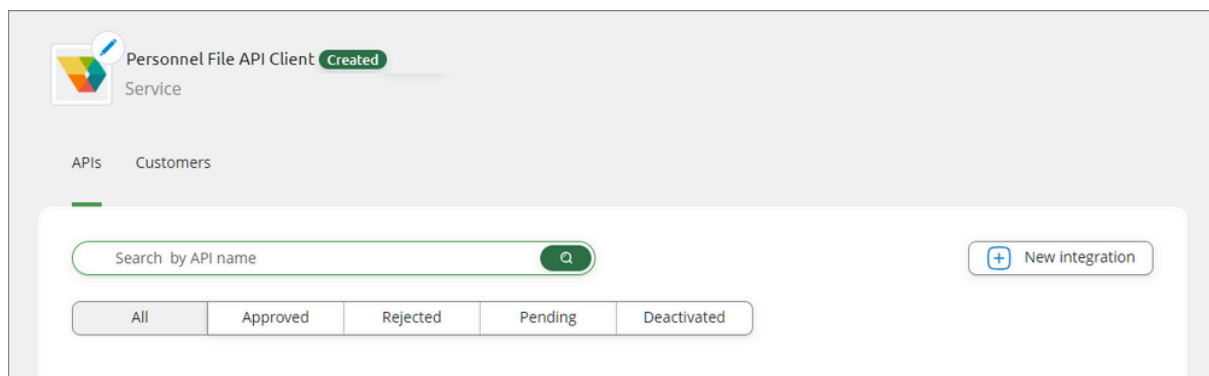 Personnel File API Client Created
Service
APIs Customers
Search by API name
New integration
All Approved Rejected Pending Deactivated